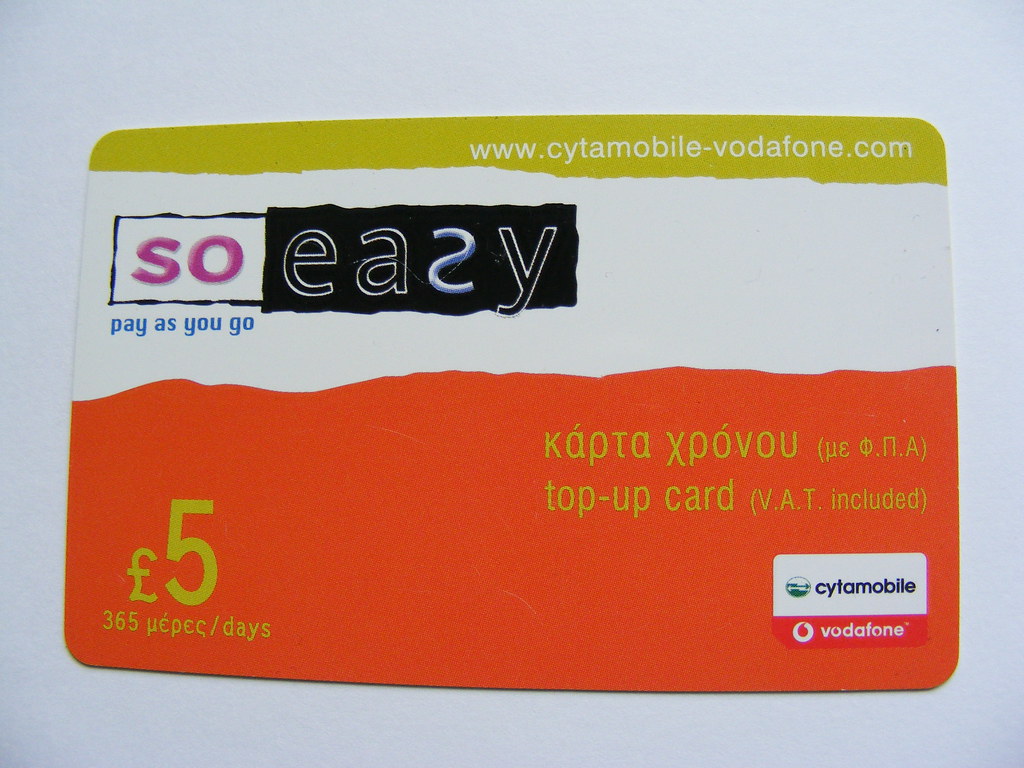 www.cytamobile-vodafone.com
so easy
pay as you go
κάρτα χρόνου (με Φ.Π.Α)
top-up card (V.A.T. included)
£5
365 μέρες/days
cytamobile
vodafone™